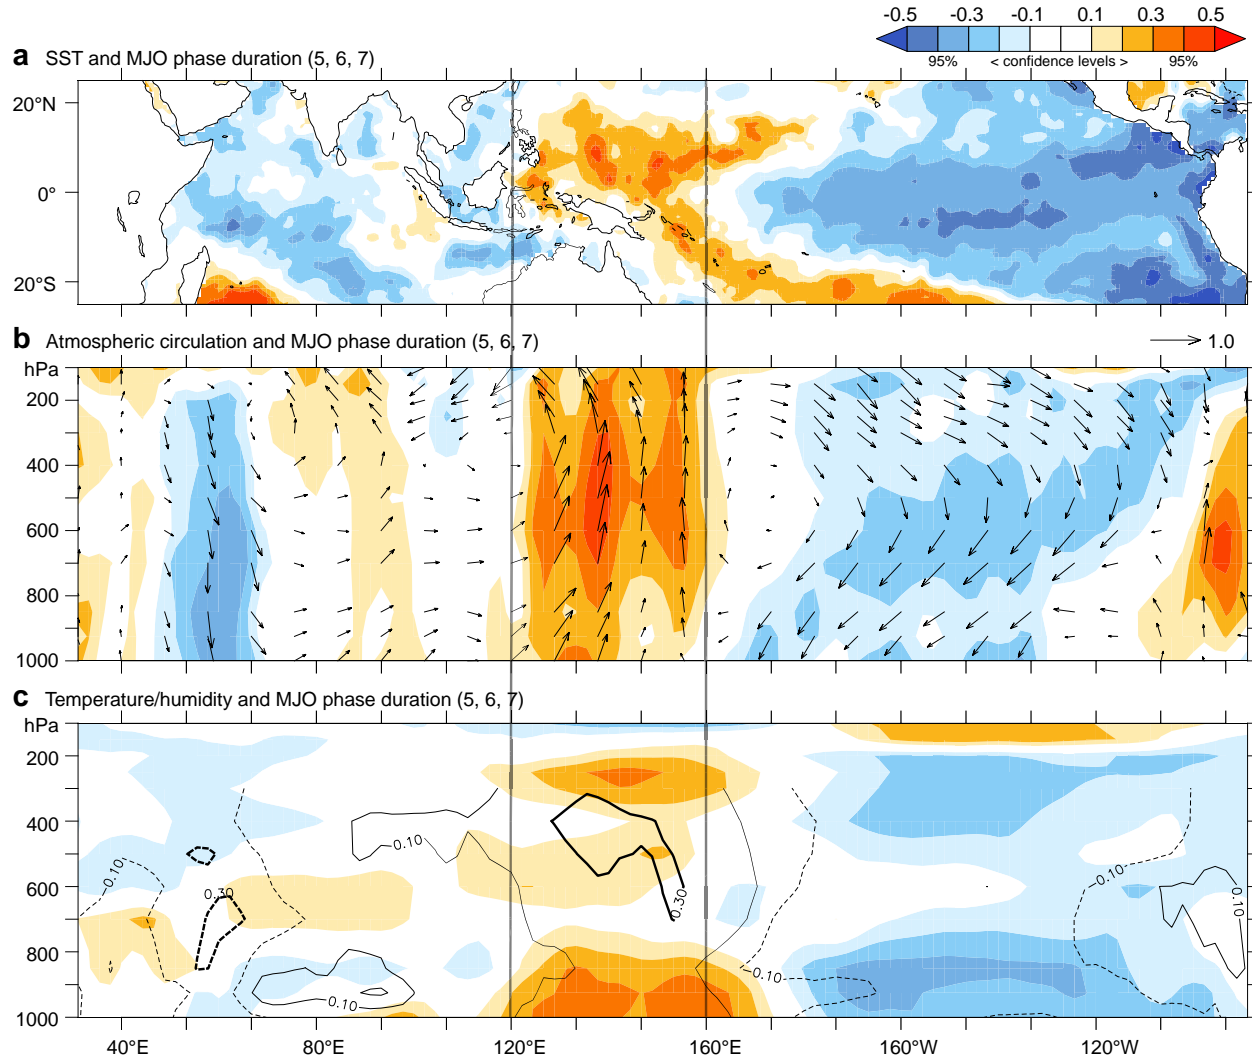 -0.5 -0.3 -0.1 0.1 0.3 0.5
95% < confidence levels > 95%
a SST and MJO phase duration (5, 6, 7)
20°N
0°
20°S
b Atmospheric circulation and MJO phase duration (5, 6, 7)
1.0
hPa
200
400
600
800
1000
c Temperature/humidity and MJO phase duration (5, 6, 7)
hPa
200
400
600
800
1000
0.10
0.10
0.30
0.30
-0.10
0.10
0.10
-0.10
40°E 80°E 120°E 160°E 160°W 120°W